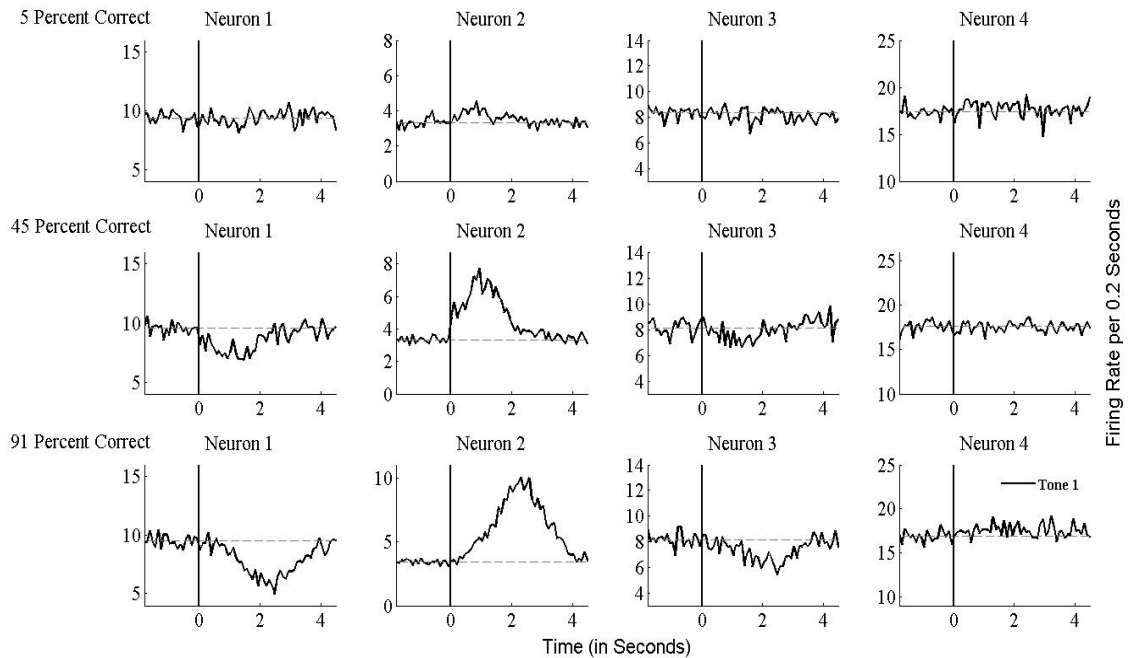 5 Percent Correct
Neuron 1
Neuron 2
Neuron 3
Neuron 4
15
10
5
0 2 4
8
6
4
2
0
0 2 4
14
12
10
8
6
4
0 2 4
25
20
15
10
0 2 4
45 Percent Correct
Neuron 1
Neuron 2
Neuron 3
Neuron 4
15
10
5
0 2 4
8
6
4
2
0
0 2 4
14
12
10
8
6
4
0 2 4
25
20
15
10
0 2 4
91 Percent Correct
Neuron 1
Neuron 2
Neuron 3
Neuron 4
15
10
5
0 2 4
10
5
0
0 2 4
14
12
10
8
6
4
0 2 4
25
20
15
10
0 2 4
Tone 1
Time (in Seconds)
Firing Rate per 0.2 Seconds